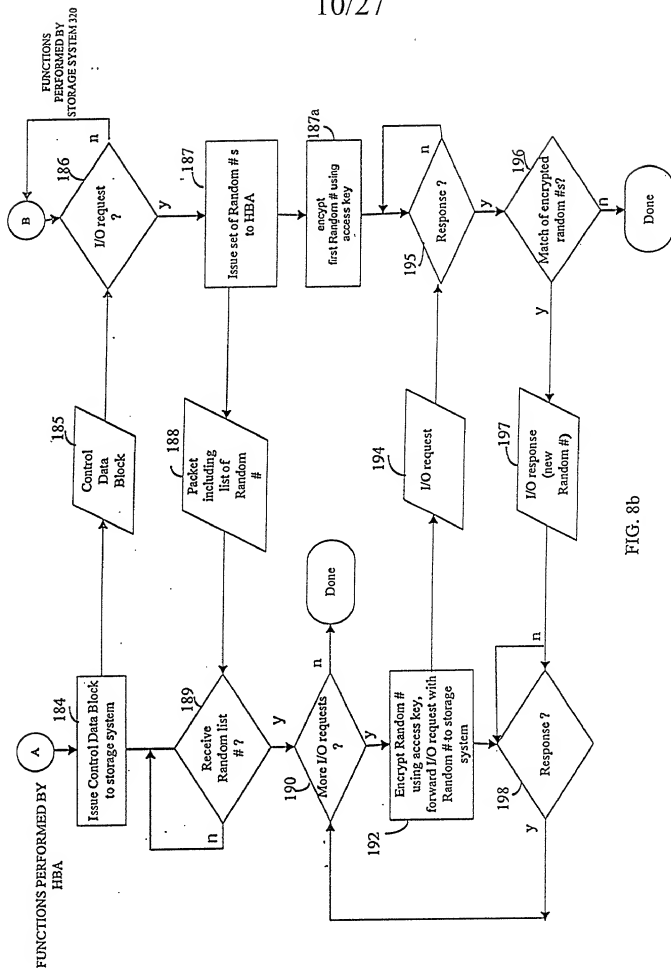 10/27
FUNCTIONS PERFORMED BY
HBA
A
184
Issue Control Data Block
to storage system
189
Receive
Random list
# ?
n
y
190
More I/O requests
?
n
Done
y
192
Encrypt Random #
using access key,
forward I/O request with
Random # to storage
system
198
Response ?
n
y
185
Control
Data
Block
188
Packet
including
list of
Random
#
194
I/O request
197
I/O response
(new
Random #)
FUNCTIONS
PERFORMED BY
STORAGE SYSTEM 320
B
186
I/O request
?
n
y
187
Issue set of Random # s
to HBA
187a
encypt
first Random # using
access key
195
Response ?
n
y
196
Match of encrypted
random #s?
y
n
Done
FIG. 8b